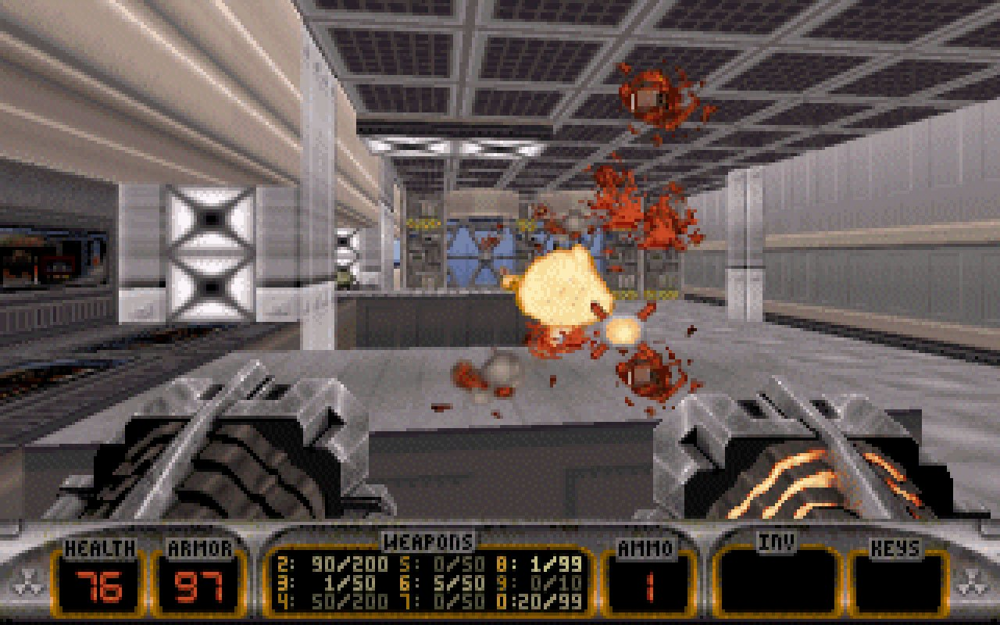 HEALTH ARMOR WEAPONS AMMO INV KEYS
76 97 1
2: 90/200 5: 0/50 8: 1/99
3: 1/50 6: 5/50 9: 0/10
4: 50/200 7: 0/50 0:20/99